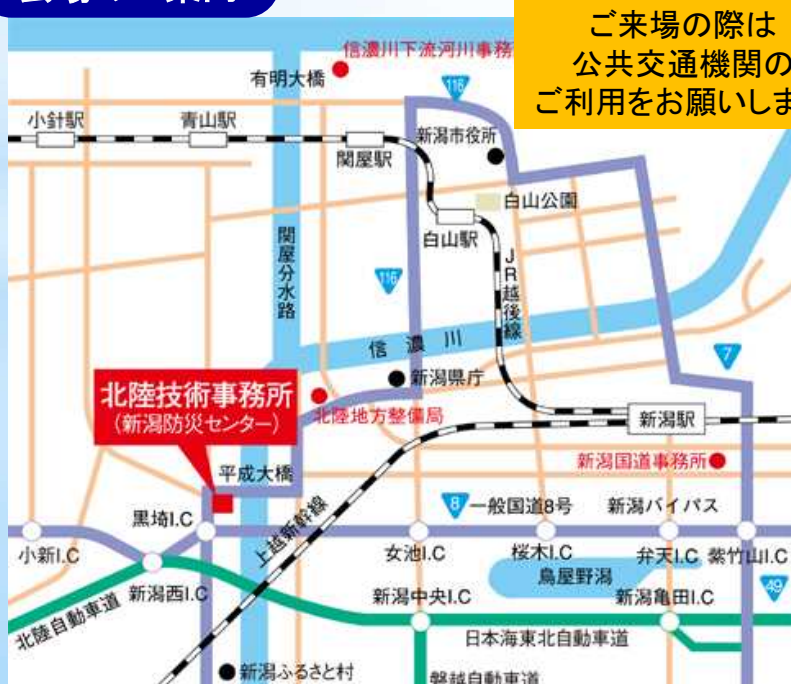 ご来場の際は
公共交通機関の
ご利用をお願いしま
信濃川下流河川事務
有明大橋
116
小針駅
青山駅
関屋駅
新潟市役所
白山公園
白山駅
関屋分水路
JR越後線
116
信濃川
7
新潟県庁
北陸技術事務所
(新潟防災センター)
北陸地方整備局
新潟駅
新潟国道事務所
平成大橋
黒埼I.C
上越新幹線
8
一般国道8号
新潟バイパス
小新I.C
女池I.C
桜木I.C
弁天I.C
紫竹山I.C
鳥屋野潟
49
新潟西I.C
新潟中央I.C
新潟亀田I.C
北陸自動車道
日本海東北自動車道
新潟ふるさと村
磐越自動車道